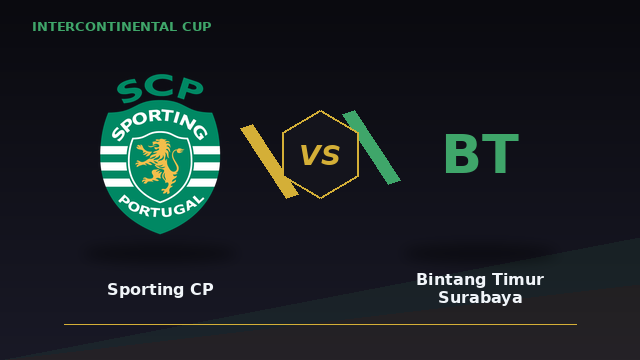 INTERCONTINENTAL CUP
SCP
SPORTING
PORTUGAL
VS
BT
Sporting CP
Bintang Timur
Surabaya